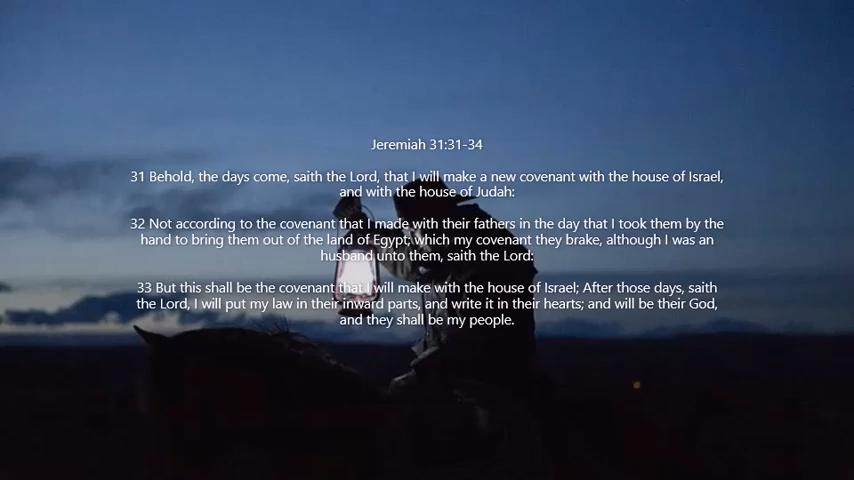 Jeremiah 31:31-34
31 Behold, the days come, saith the Lord, that I will make a new covenant with the house of Israel,
and with the house of Judah:
32 Not according to the covenant that I made with their fathers in the day that I took them by the
hand to bring them out of the land of Egypt; which my covenant they brake, although I was an
husband unto them, saith the Lord:
33 But this shall be the covenant that I will make with the house of Israel; After those days, saith
the Lord, I will put my law in their inward parts, and write it in their hearts; and will be their God,
and they shall be my people.